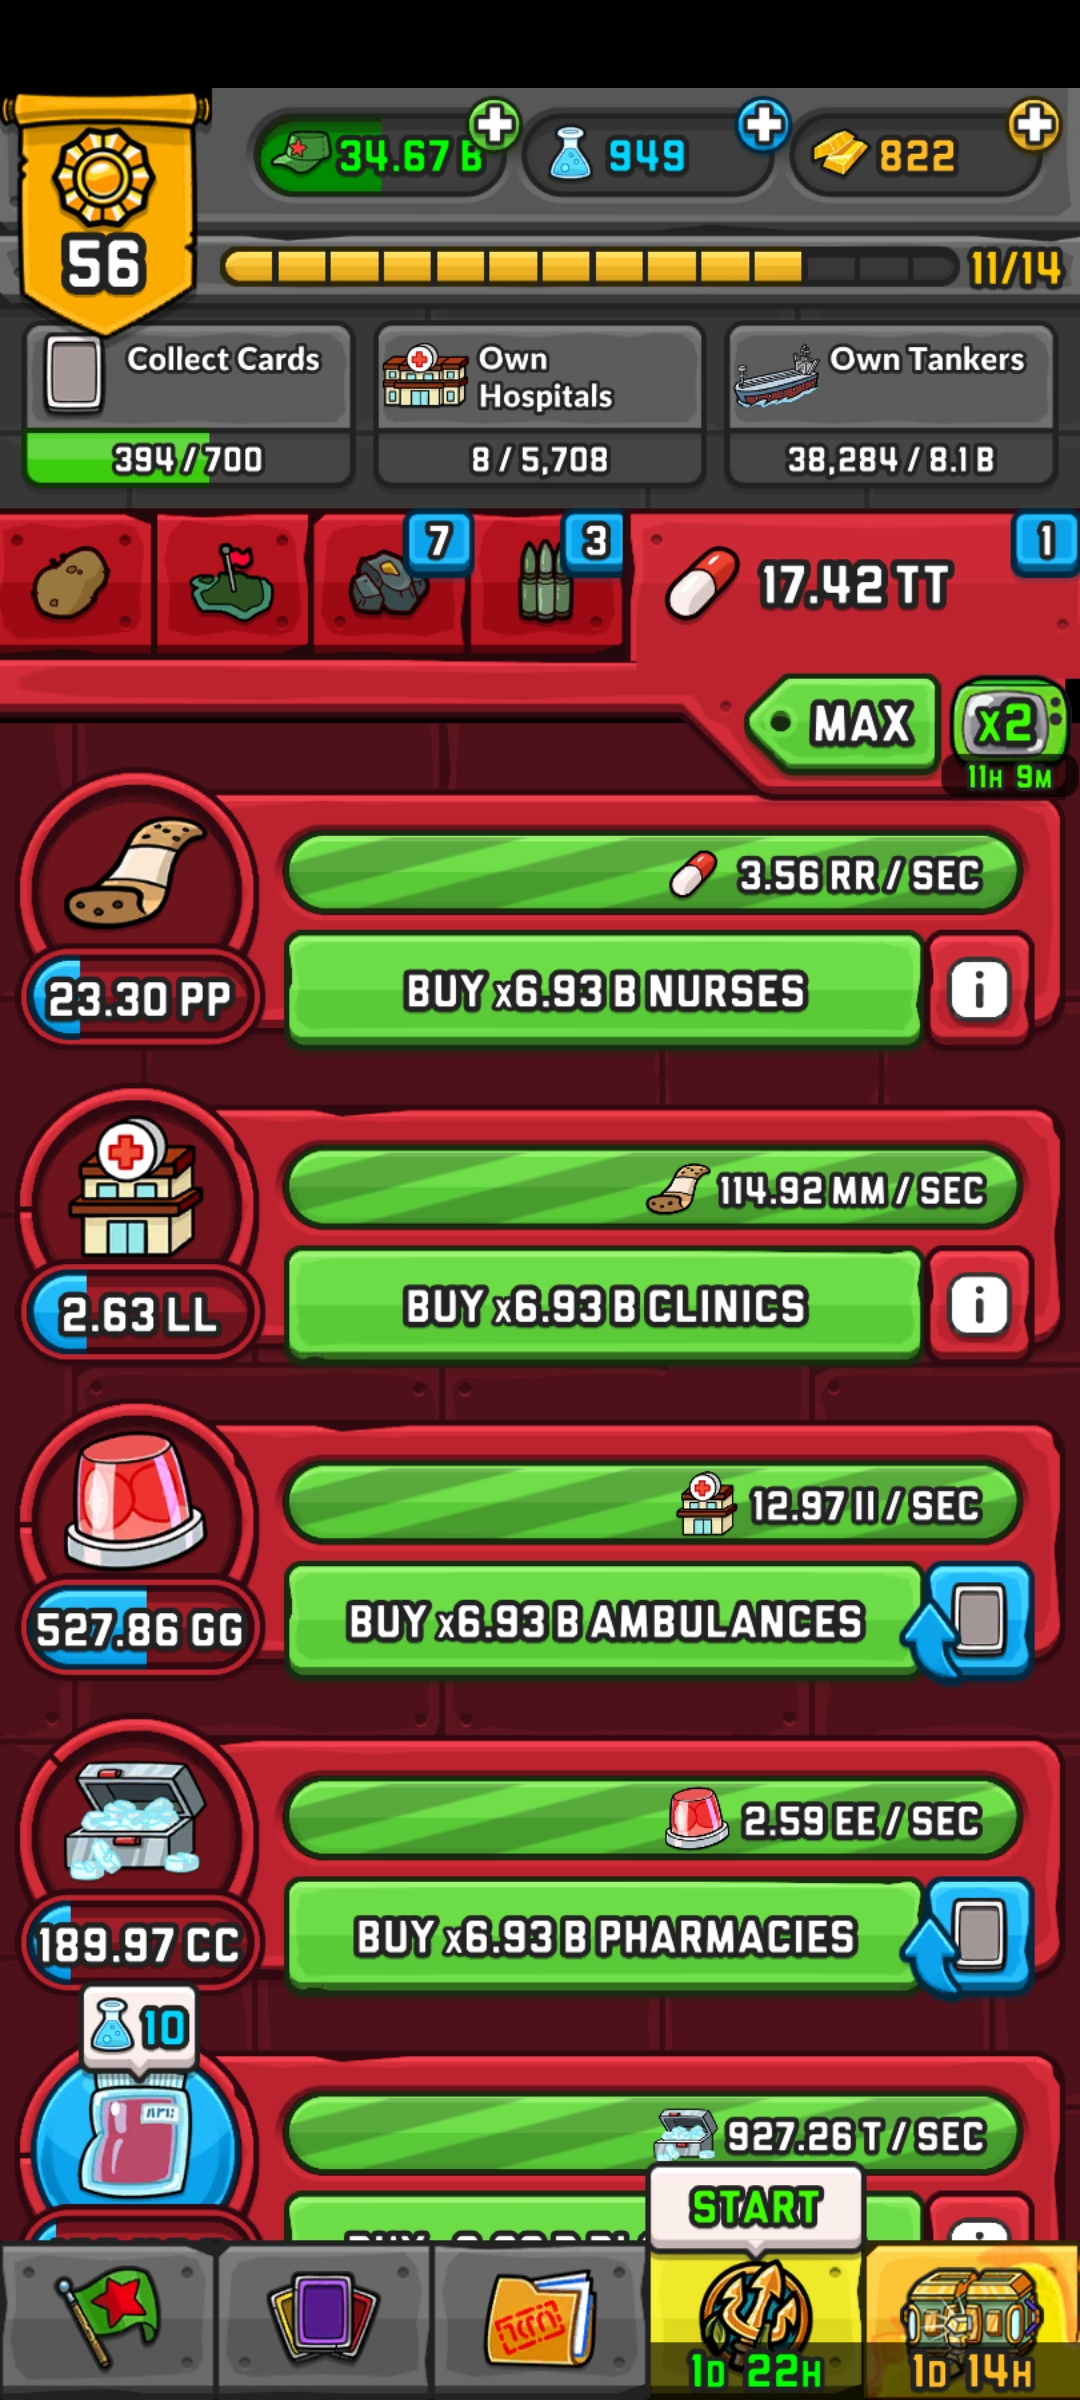 34.67 B
949
822
56
11/14
Collect Cards
394/700
Own
Hospitals
8/5,708
Own Tankers
38,284/8.1 B
7
3
17.42 TT
1
MAX
x2
11H 9M
3.56 RR/SEC
23.30 PP
BUY x6.93 B NURSES
i
114.92 MM/SEC
2.63 LL
BUY x6.93 B CLINICS
i
12.97 II/SEC
527.86 GG
BUY x6.93 B AMBULANCES
2.59 EE/SEC
189.97 CC
BUY x6.93 B PHARMACIES
10
927.26 T/SEC
START
1D 22H
1D 14H